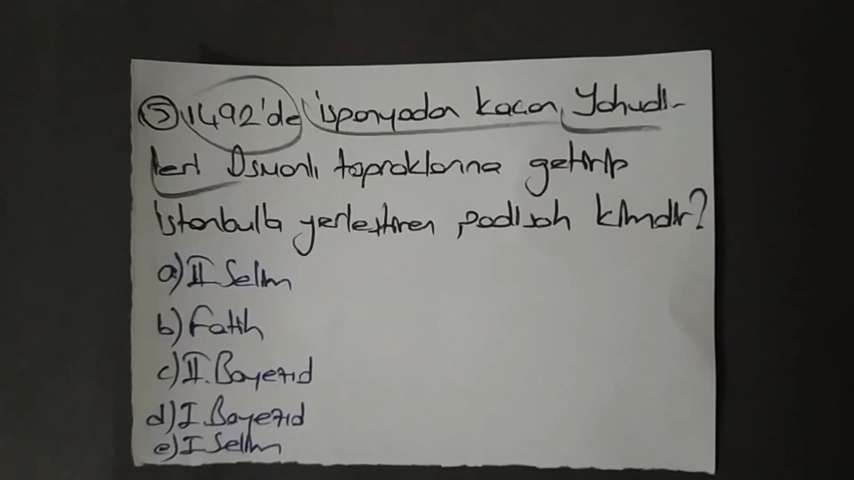 5) 1492'de İspanyadan kaçan Yahudi-
leri Osmanlı topraklarına getirip
İstanbulla yerleştiren padişah kimdir?
a) II Selim
b) Fatih
c) II. Bayezid
d) I Bayezid
e) I Selim